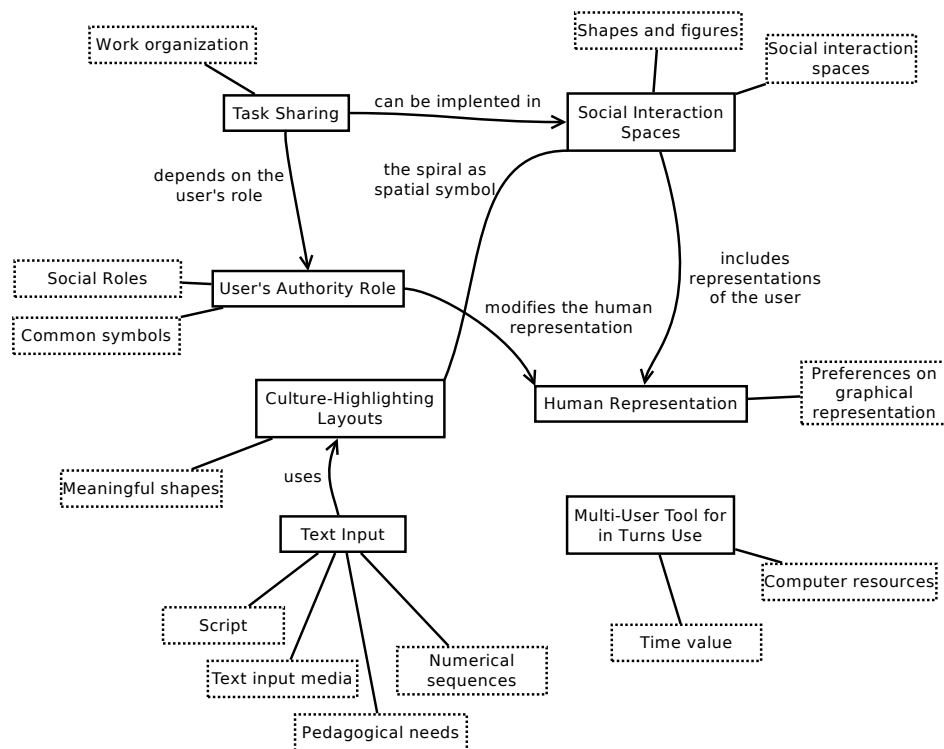 Work organization
Shapes and figures
Social interaction
spaces
Task Sharing
can be implented in
Social Interaction
Spaces
depends on the
user's role
the spiral as
spatial symbol
Social Roles
User's Authority Role
Common symbols
includes
representations
of the user
modifies the human
representation
Culture-Highlighting
Layouts
Human Representation
Preferences on
graphical
representation
Meaningful shapes
uses
Text Input
Multi-User Tool for
in Turns Use
Computer resources
Script
Text input media
Numerical
sequences
Pedagogical needs
Time value